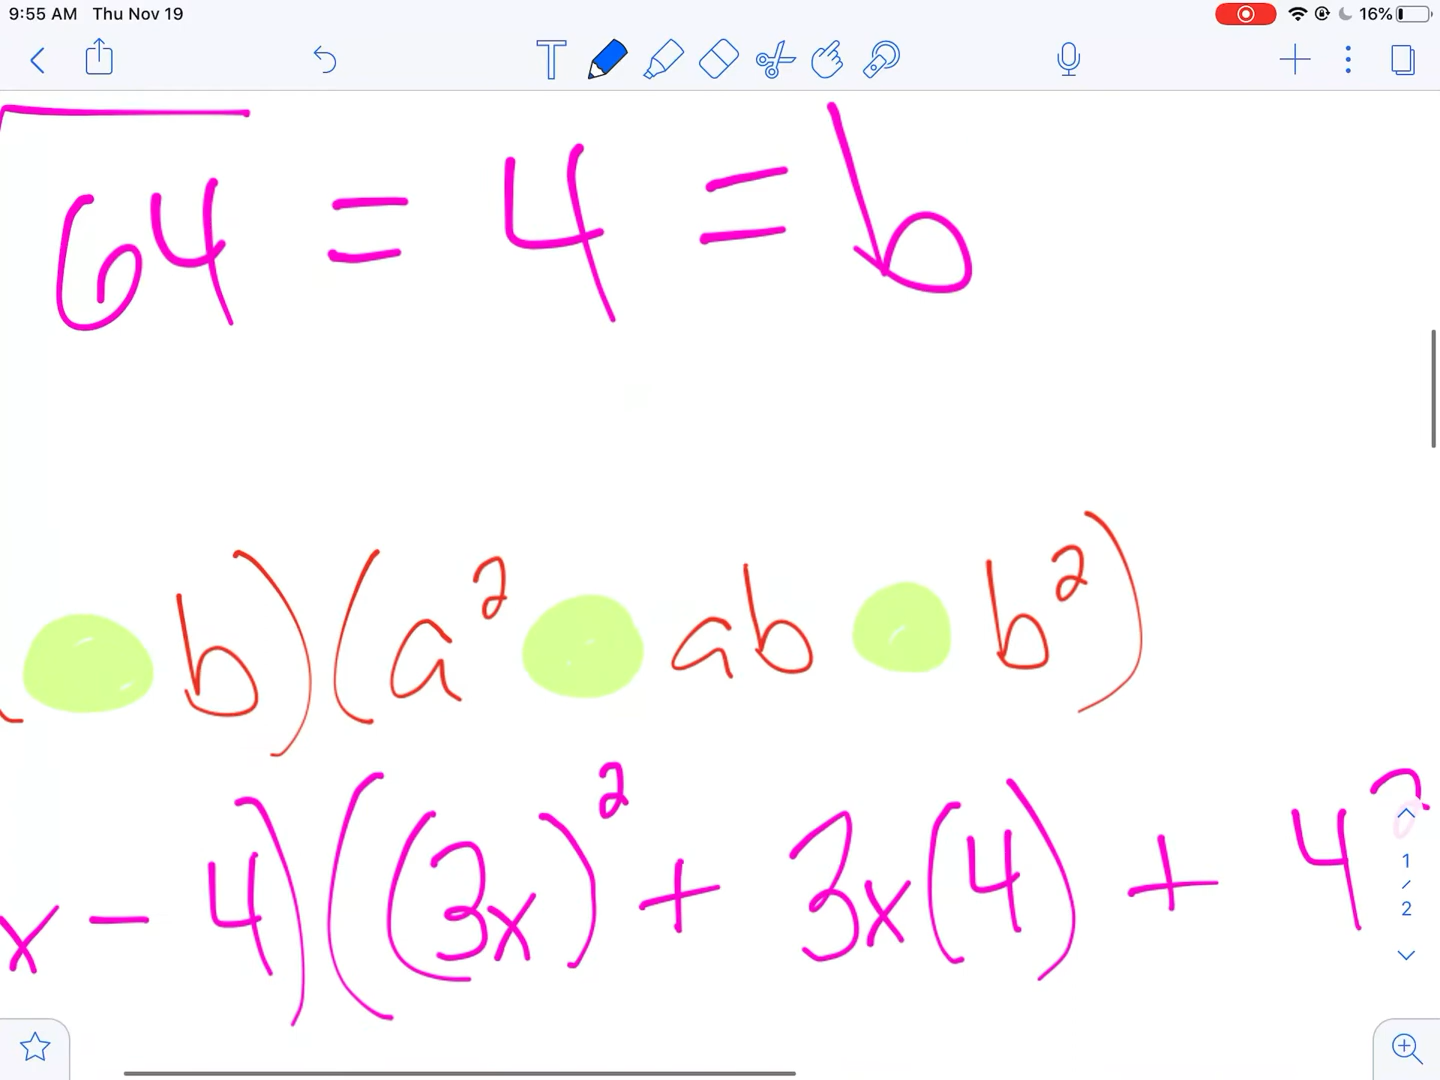 9:55 AM Thu Nov 19
16%
T
64 = 4 = b
b)(a² ab b²)
x - 4)((3x)² + 3x(4) + 4²
1
/
2